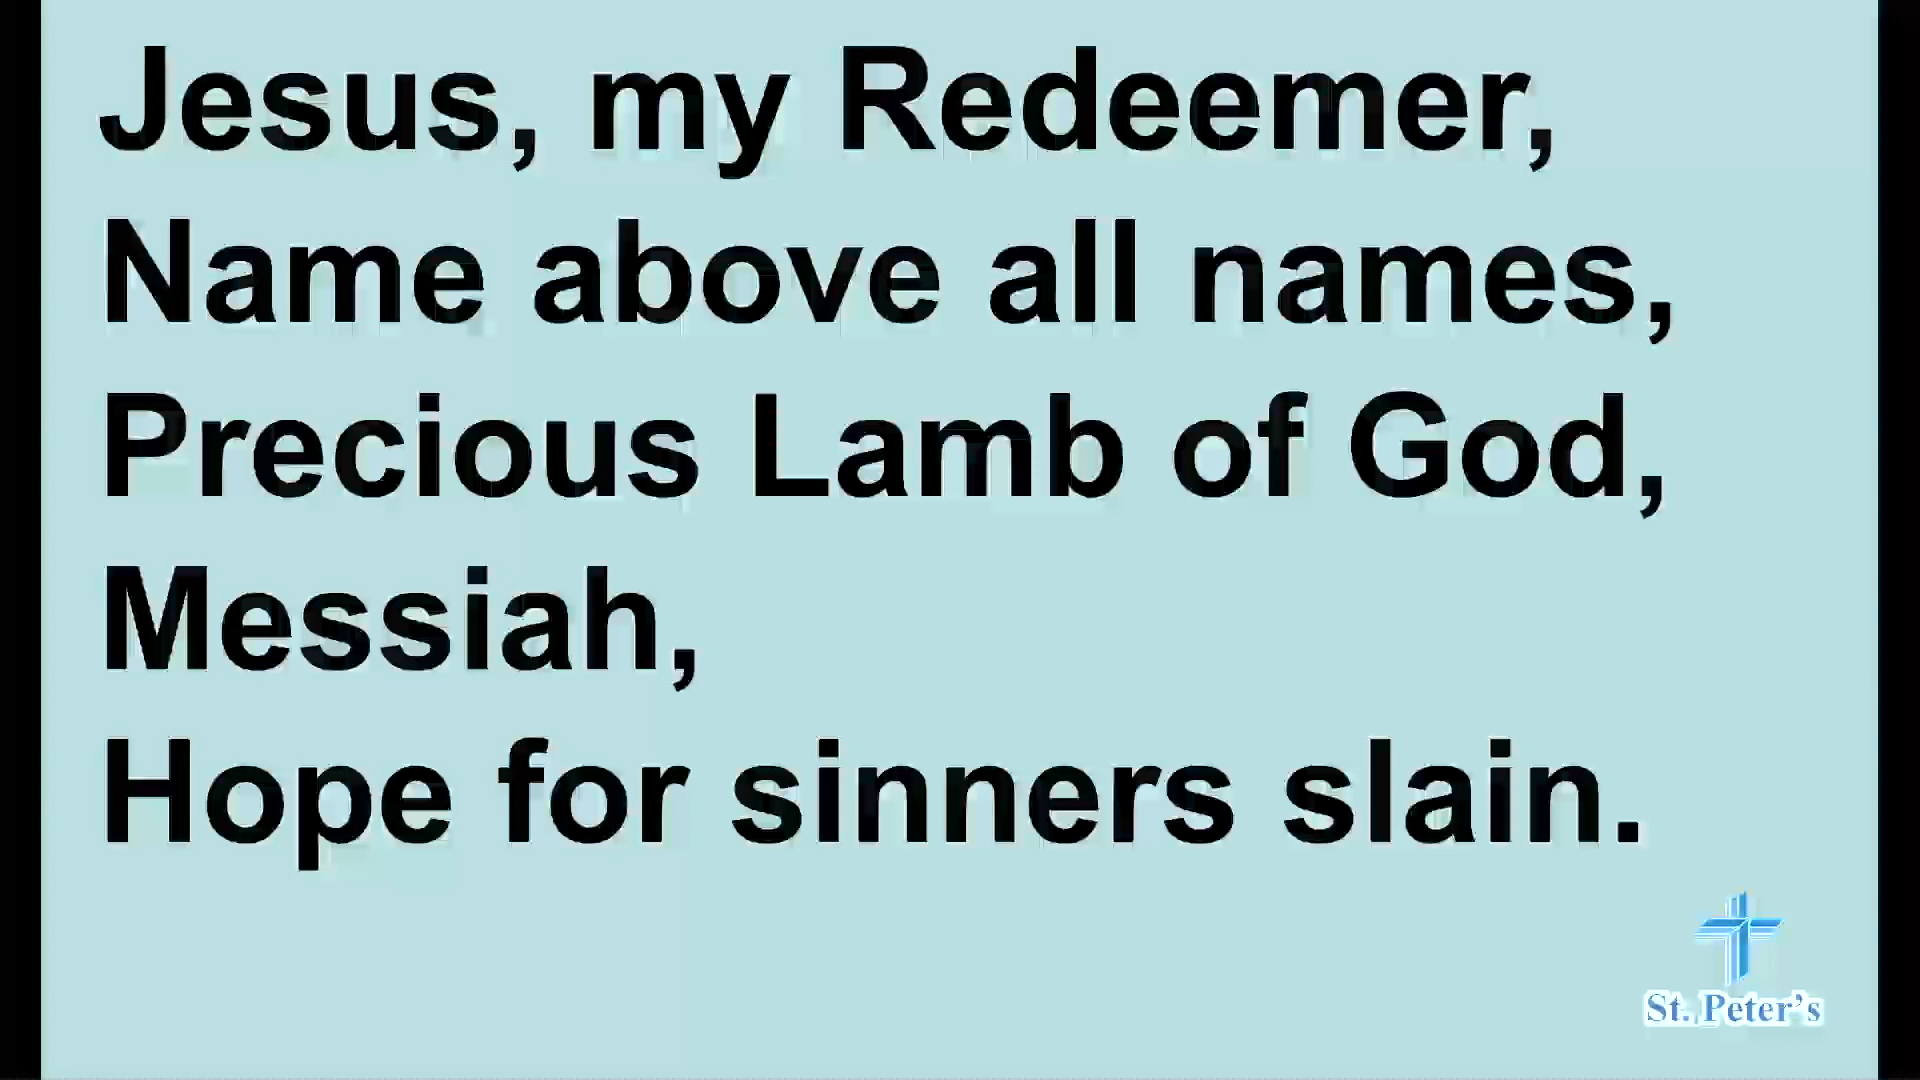 Jesus, my Redeemer,
Name above all names,
Precious Lamb of God,
Messiah,
Hope for sinners slain.
St. Peter's